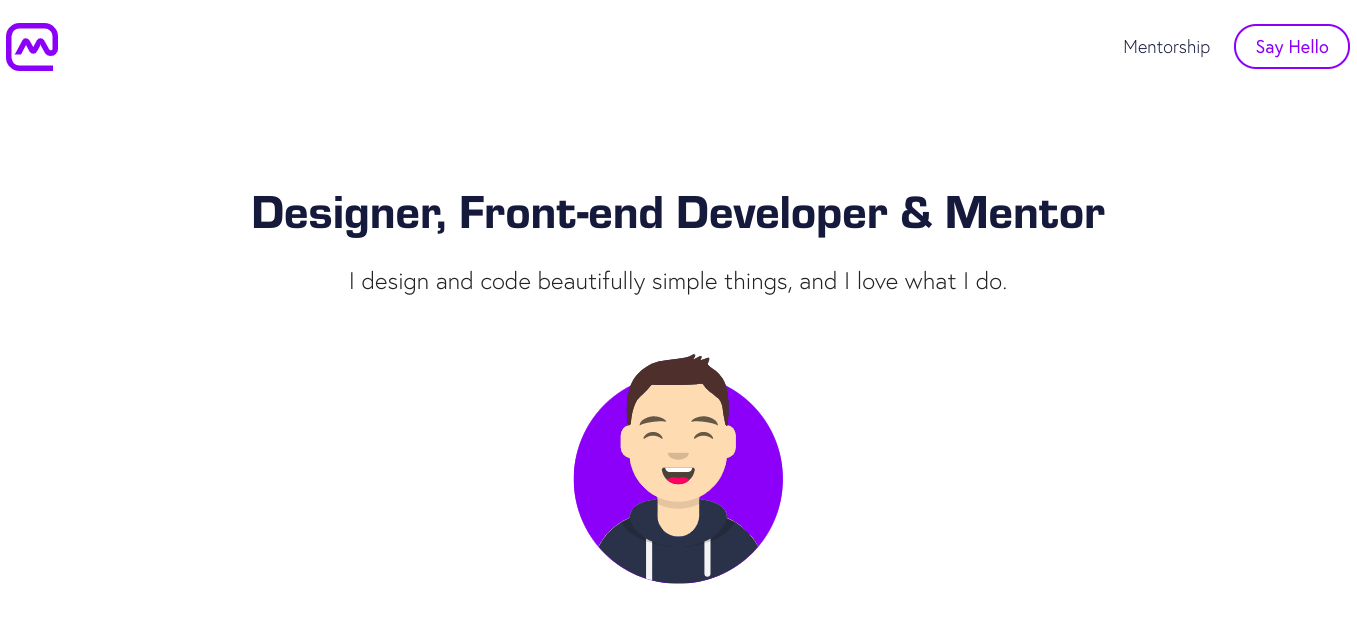 Mentorship
Say Hello
Designer, Front-end Developer & Mentor
I design and code beautifully simple things, and I love what I do.